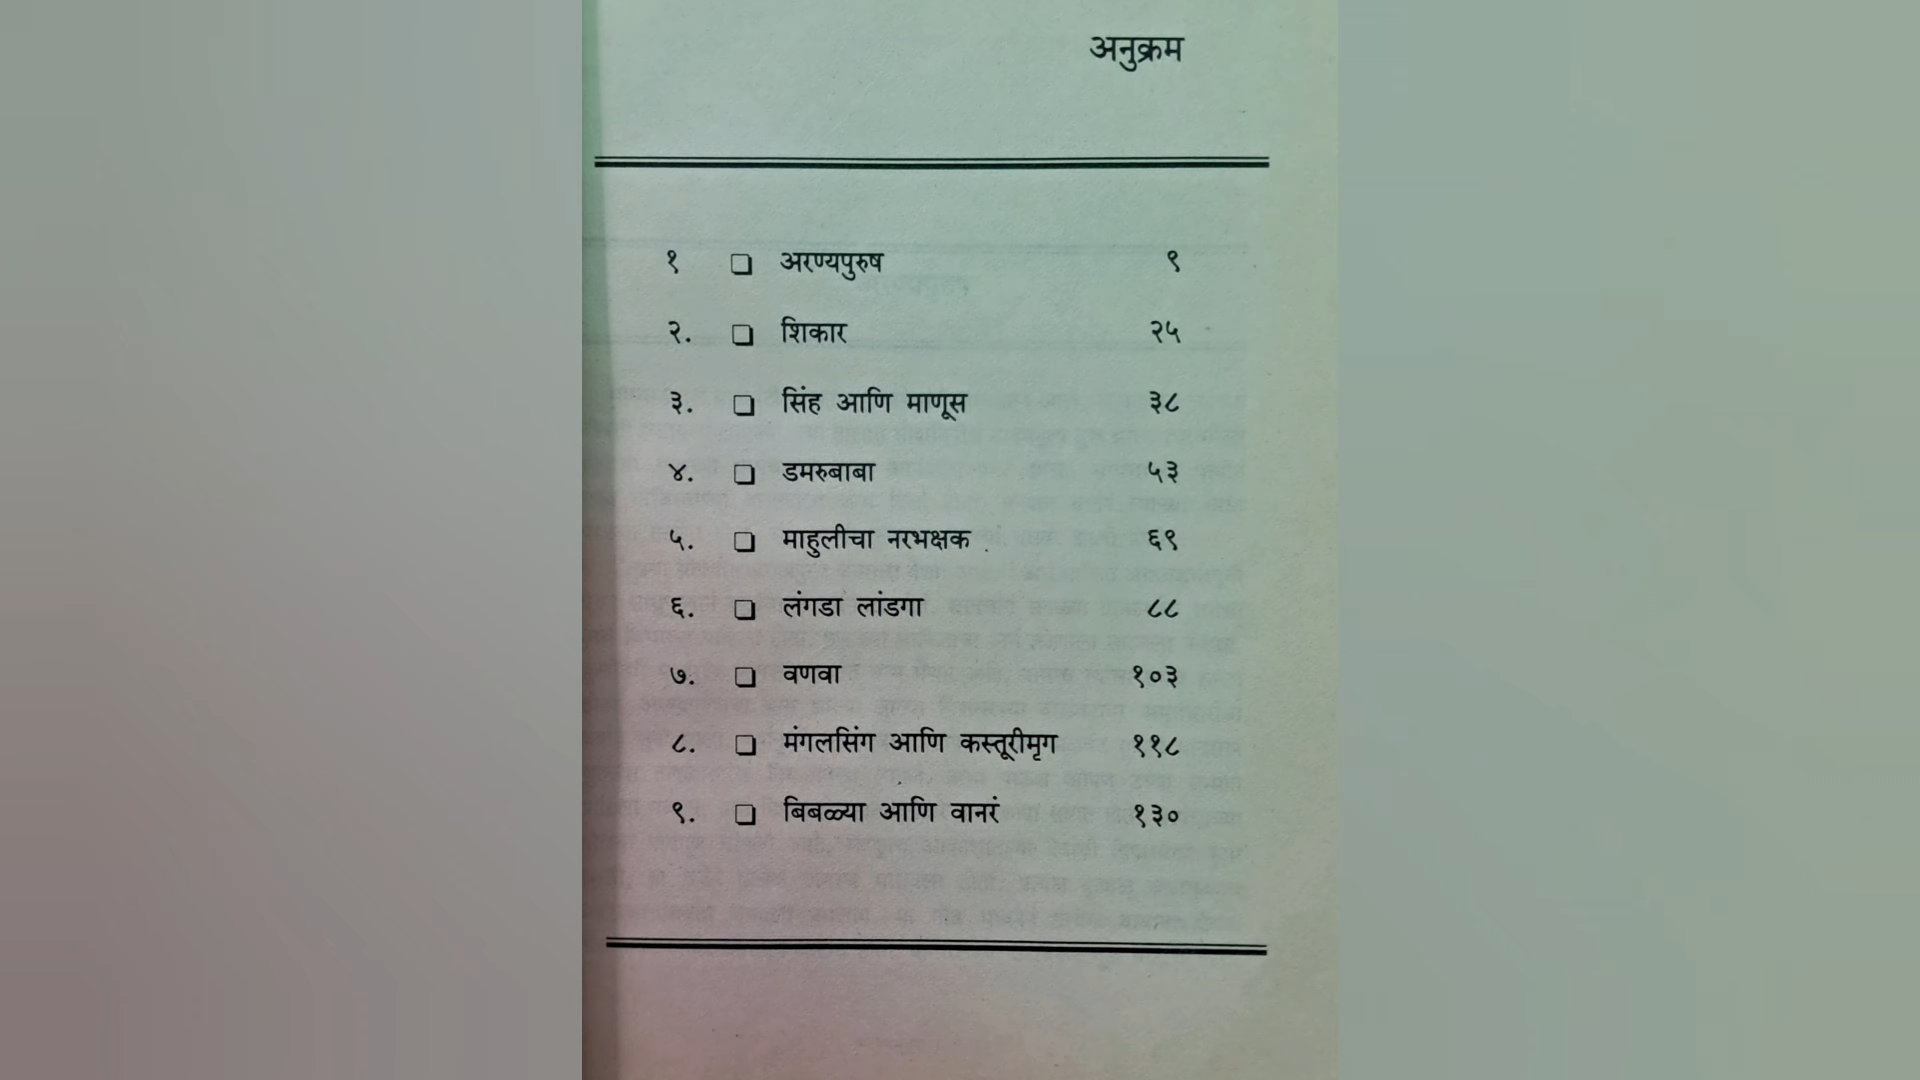 अनुक्रम
१ ❏ अरण्यपुरुष ९
२. ❏ शिकार २५
३. ❏ सिंह आणि माणूस ३८
४. ❏ डमरुबाबा ५३
५. ❏ माहुलीचा नरभक्षक ६९
६. ❏ लंगडा लांडगा ८८
७. ❏ वणवा १०३
८. ❏ मंगलसिंग आणि कस्तूरीमृग ११८
९. ❏ बिबळ्या आणि वानरं १३०